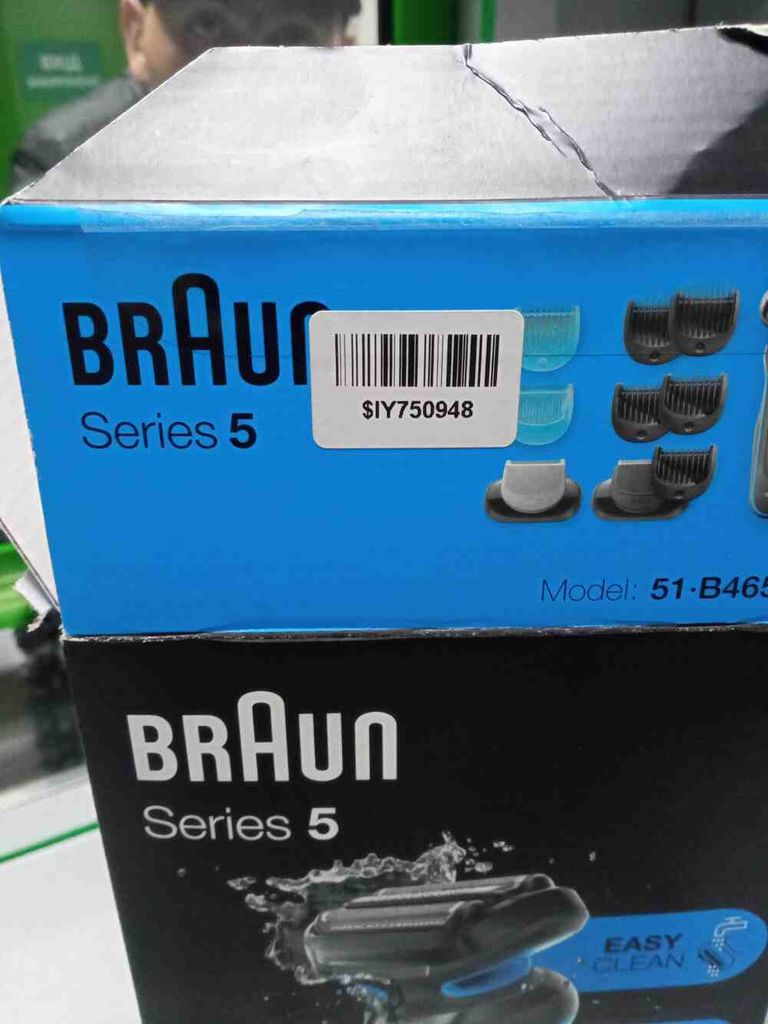 BRAUN
$IY750948
Series 5
Model: 51-B465
BRAUN
Series 5
EASY
CLEAN